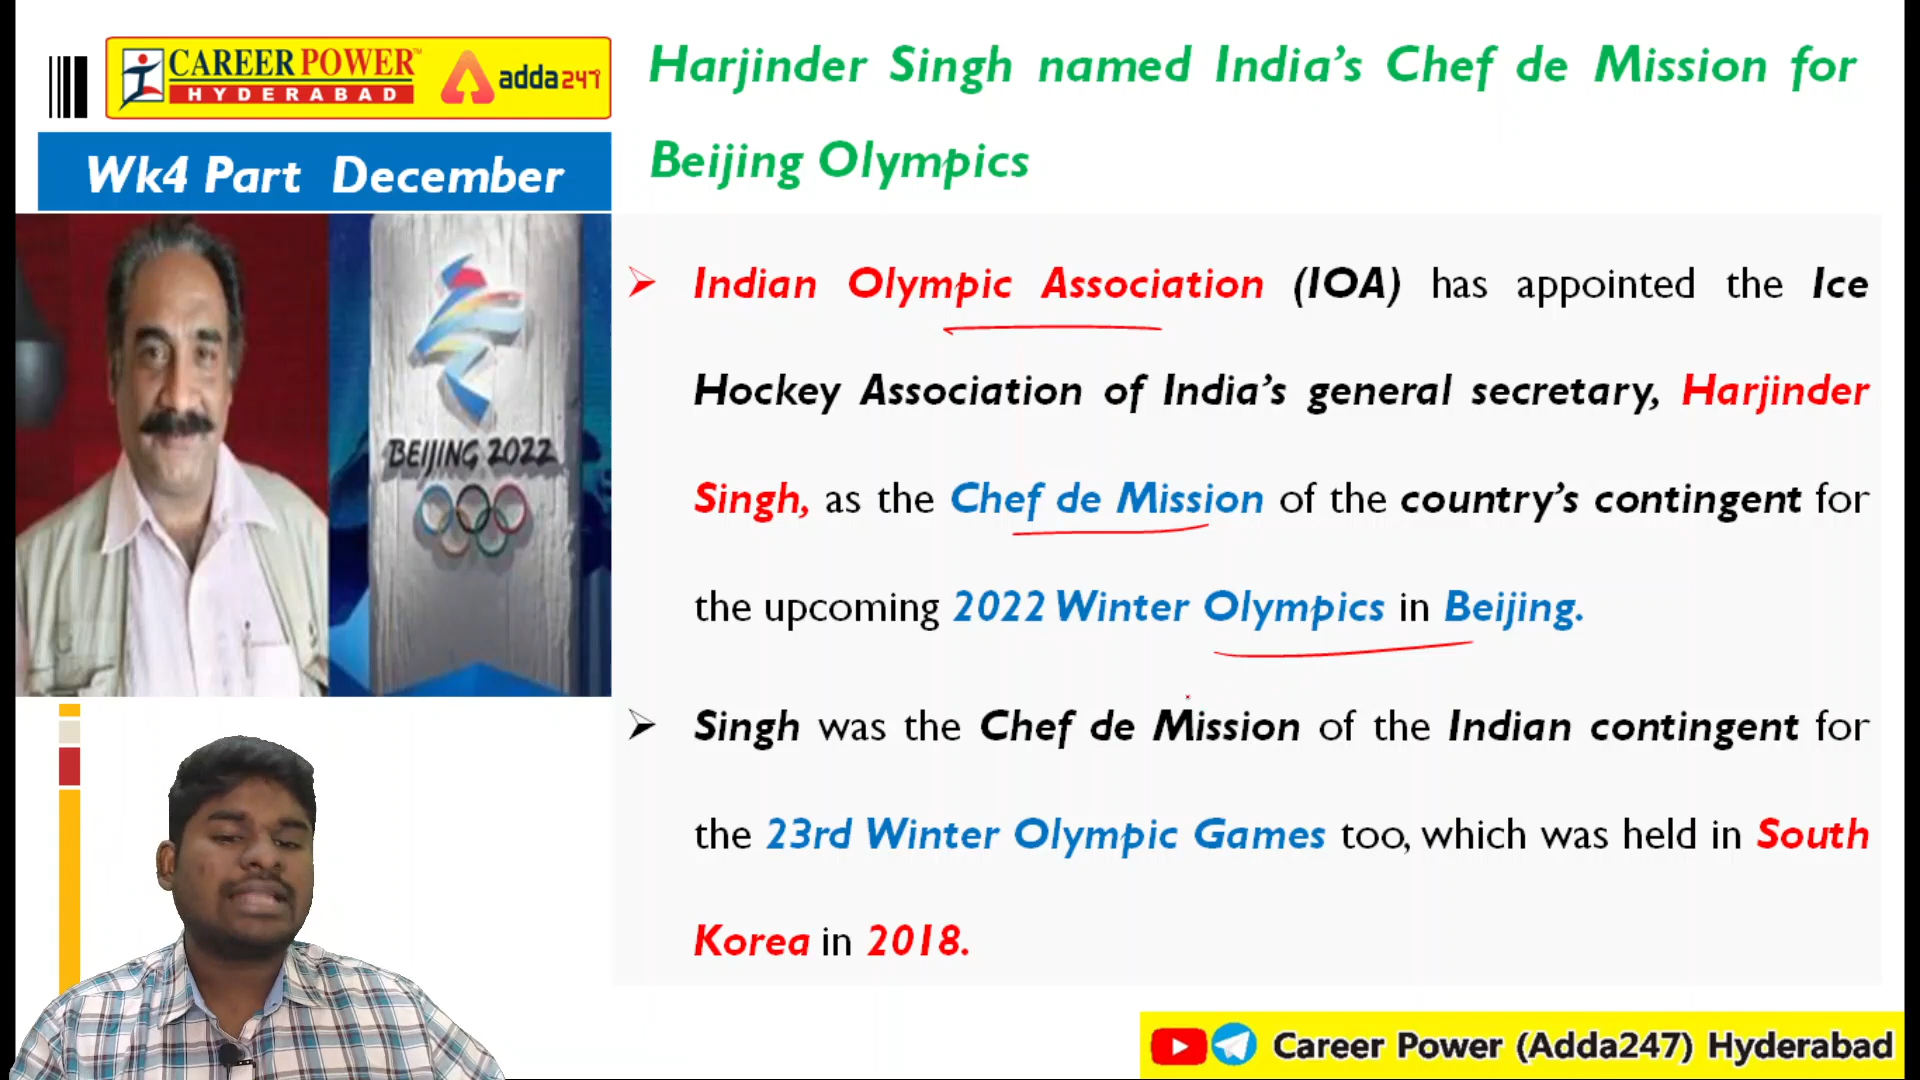 CAREER POWER™
HYDERABAD
adda247
Wk4 Part December
BEIJING 2022
Harjinder Singh named India's Chef de Mission for
Beijing Olympics
Indian Olympic Association (IOA) has appointed the Ice
Hockey Association of India's general secretary, Harjinder
Singh, as the Chef de Mission of the country's contingent for
the upcoming 2022 Winter Olympics in Beijing.
Singh was the Chef de Mission of the Indian contingent for
the 23rd Winter Olympic Games too, which was held in South
Korea in 2018.
Career Power (Adda247) Hyderabad